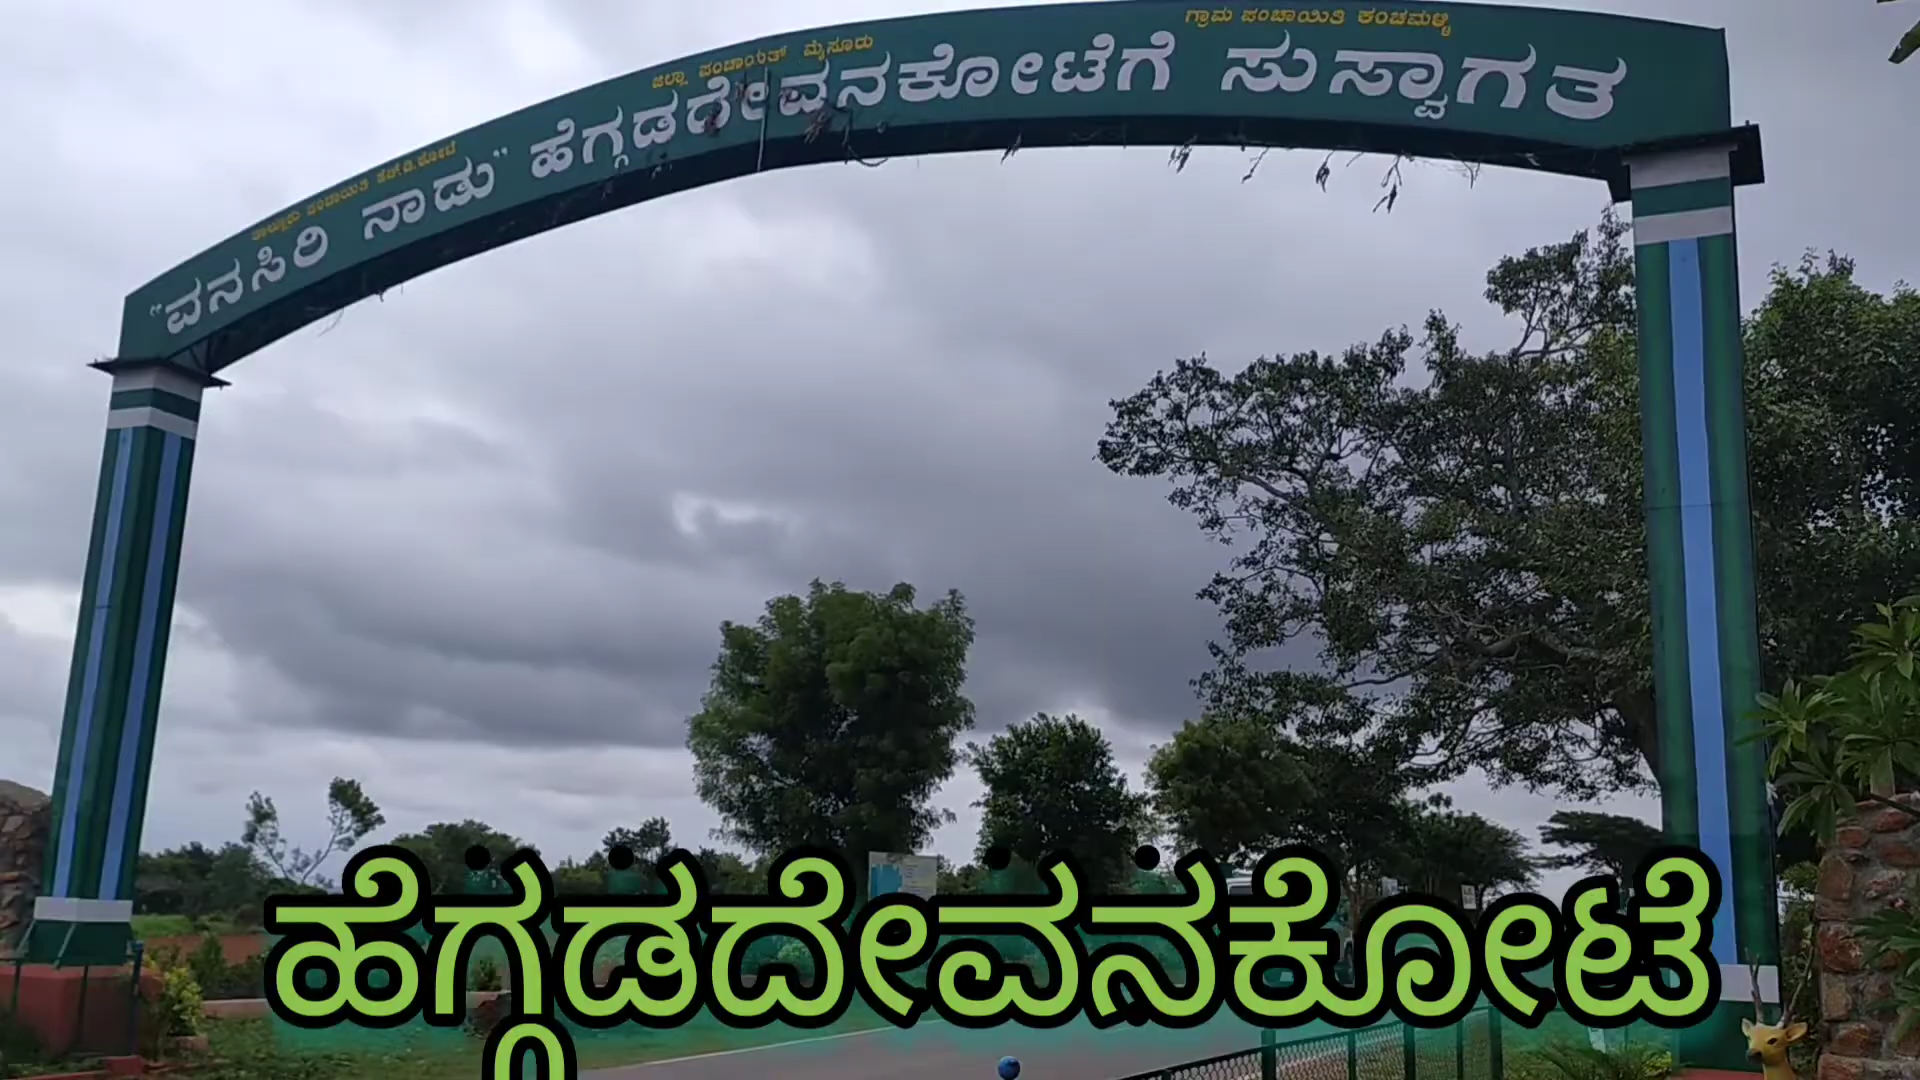 ತಾಲ್ಲೂಕು ಪಂಚಾಯಿತಿ ಹೆಚ್.ಡಿ.ಕೋಟೆ
ಜಿಲ್ಲಾ ಪಂಚಾಯತ್ ಮೈಸೂರು
ಗ್ರಾಮ ಪಂಚಾಯಿತಿ ಕಂಚಮಳ್ಳಿ
"ವನಸಿರಿ ನಾಡು" ಹೆಗ್ಗಡದೇವನಕೋಟೆಗೆ ಸುಸ್ವಾಗತ
ಹೆಗ್ಗಡದೇವನಕೋಟೆ